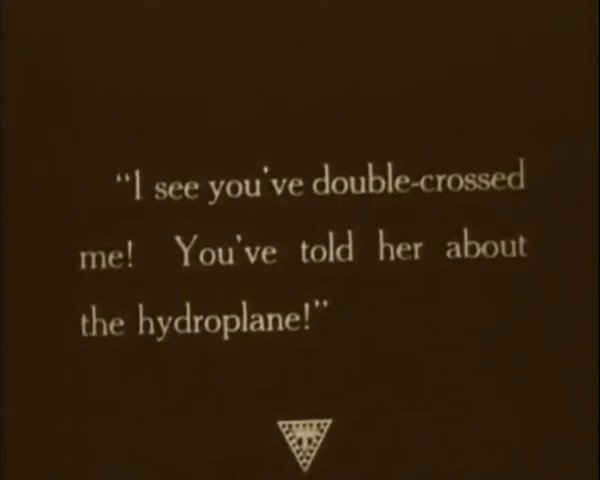 “I see you've double-crossed
me! You've told her about
the hydroplane!”